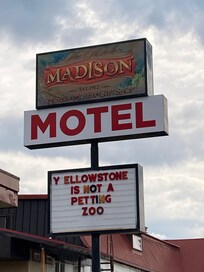 MADISON
MOTEL
Y ELLOWSTONE
IS NOT A
PETTING
ZOO